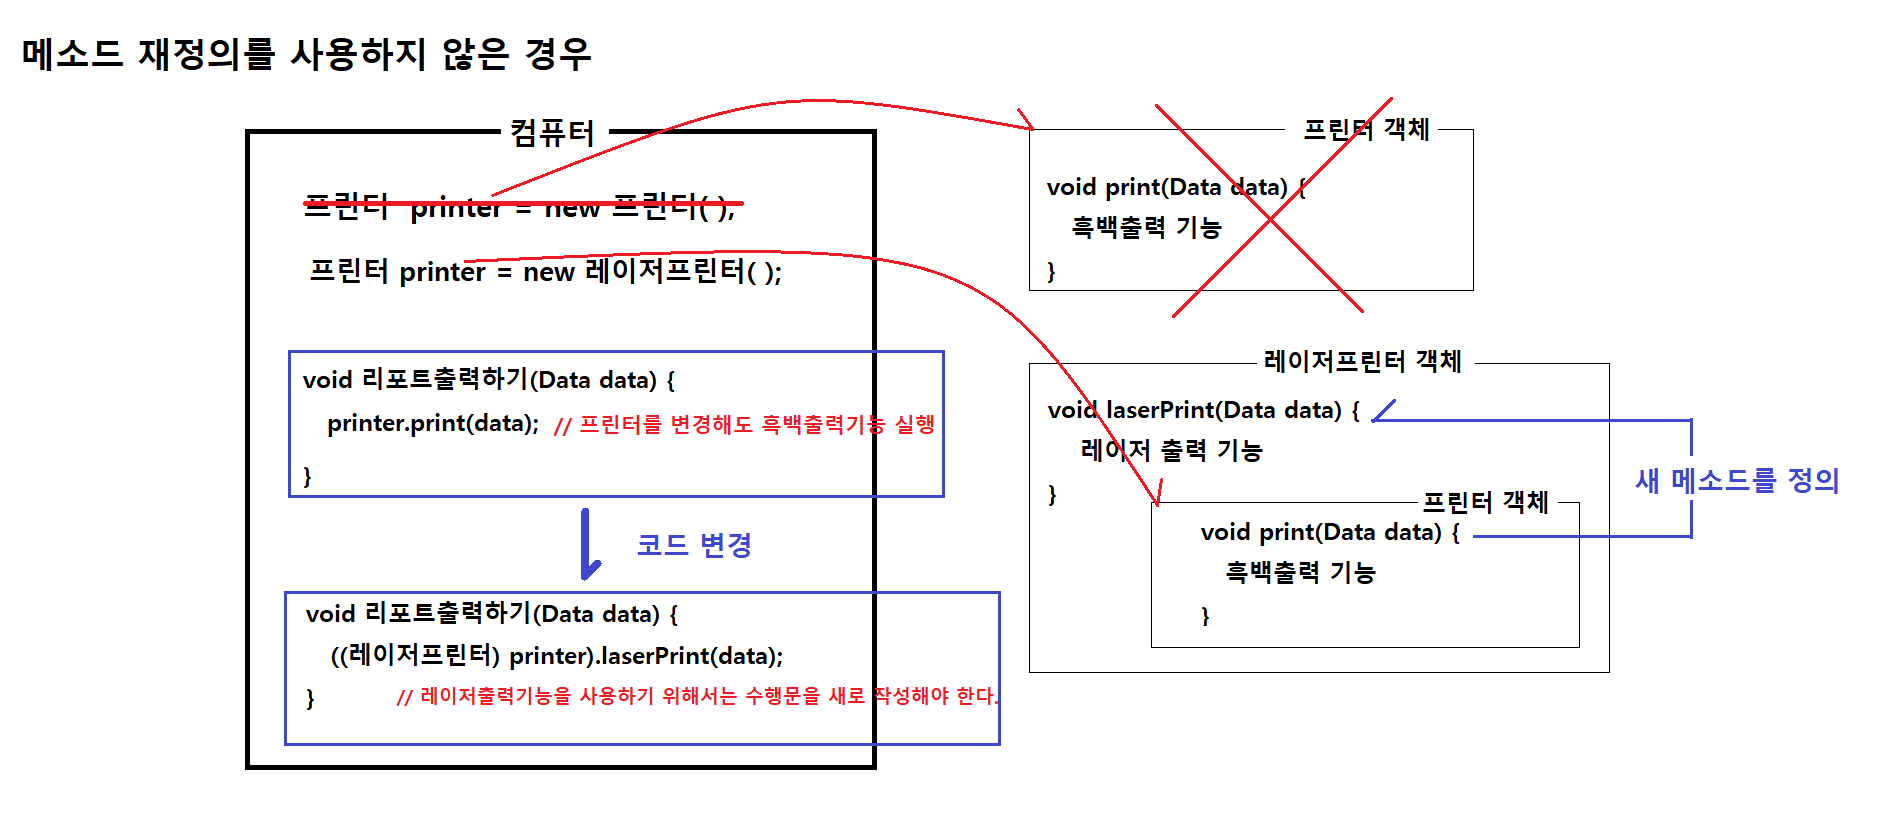 메소드 재정의를 사용하지 않은 경우
컴퓨터
프린터 printer = new 프린터( );
프린터 printer = new 레이저프린터( );
void 리포트출력하기(Data data) {
printer.print(data); // 프린터를 변경해도 흑백출력기능 실행
}
코드 변경
void 리포트출력하기(Data data) {
((레이저프린터) printer).laserPrint(data);
} // 레이저출력기능을 사용하기 위해서는 수행문을 새로 작성해야 한다.
프린터 객체
void print(Data data) {
흑백출력 기능
}
레이저프린터 객체
void laserPrint(Data data) {
레이저 출력 기능
}
프린터 객체
void print(Data data) {
흑백출력 기능
}
새 메소드를 정의